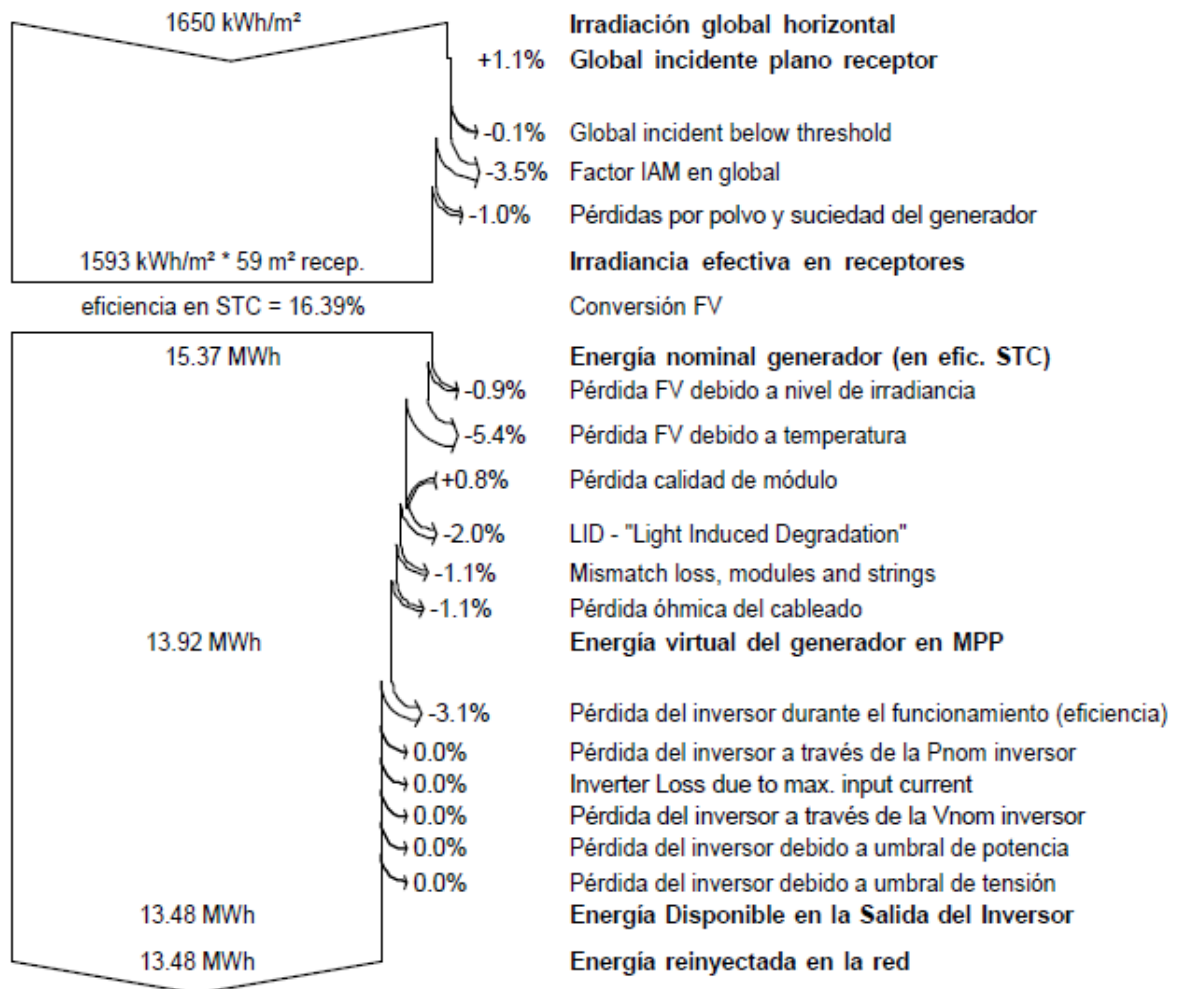 1650 kWh/m² Irradiación global horizontal
+1.1% Global incidente plano receptor
-0.1% Global incident below threshold
-3.5% Factor IAM en global
-1.0% Pérdidas por polvo y suciedad del generador
1593 kWh/m² * 59 m² recep. Irradiancia efectiva en receptores
eficiencia en STC = 16.39% Conversión FV
15.37 MWh Energía nominal generador (en efic. STC)
-0.9% Pérdida FV debido a nivel de irradiancia
-5.4% Pérdida FV debido a temperatura
+0.8% Pérdida calidad de módulo
-2.0% LID - "Light Induced Degradation"
-1.1% Mismatch loss, modules and strings
-1.1% Pérdida óhmica del cableado
13.92 MWh Energía virtual del generador en MPP
-3.1% Pérdida del inversor durante el funcionamiento (eficiencia)
0.0% Pérdida del inversor a través de la Pnom inversor
0.0% Inverter Loss due to max. input current
0.0% Pérdida del inversor a través de la Vnom inversor
0.0% Pérdida del inversor debido a umbral de potencia
0.0% Pérdida del inversor debido a umbral de tensión
13.48 MWh Energía Disponible en la Salida del Inversor
13.48 MWh Energía reinyectada en la red